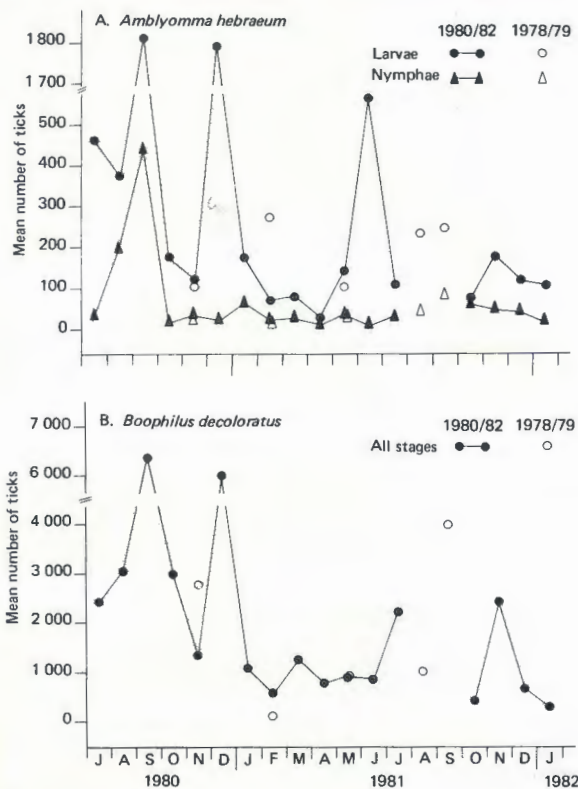 A. Amblyomma hebraeum
1980/82 1978/79
Larvae
Nymphae
Mean number of ticks
1 800
1 700
500
400
300
200
100
0
B. Boophilus decoloratus
1980/82 1978/79
All stages
Mean number of ticks
7 000
6 000
4 000
3 000
2 000
1 000
0
J A S O N D J F M A M J J A S O N D J
1980 1981 1982